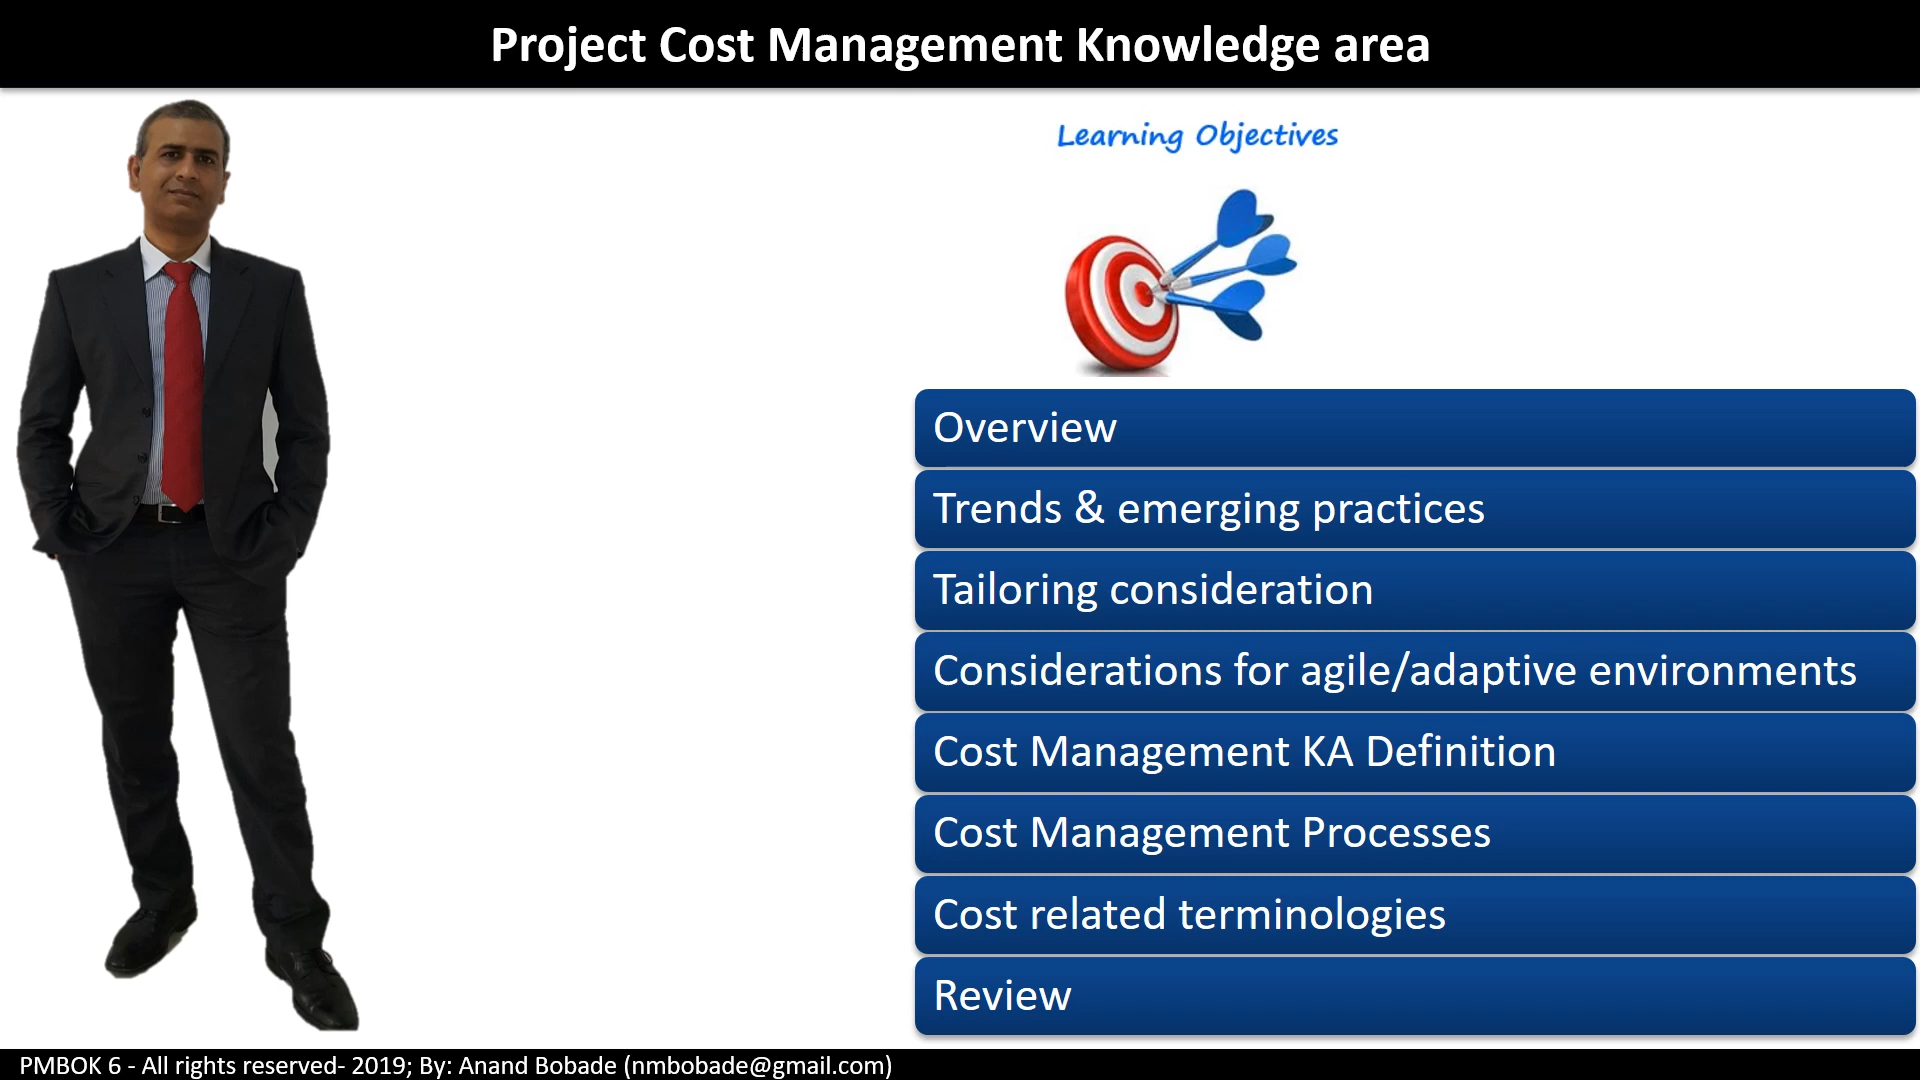 Project Cost Management Knowledge area
Learning Objectives
Overview
Trends & emerging practices
Tailoring consideration
Considerations for agile/adaptive environments
Cost Management KA Definition
Cost Management Processes
Cost related terminologies
Review
PMBOK 6 - All rights reserved- 2019; By: Anand Bobade (nmbobade@gmail.com)